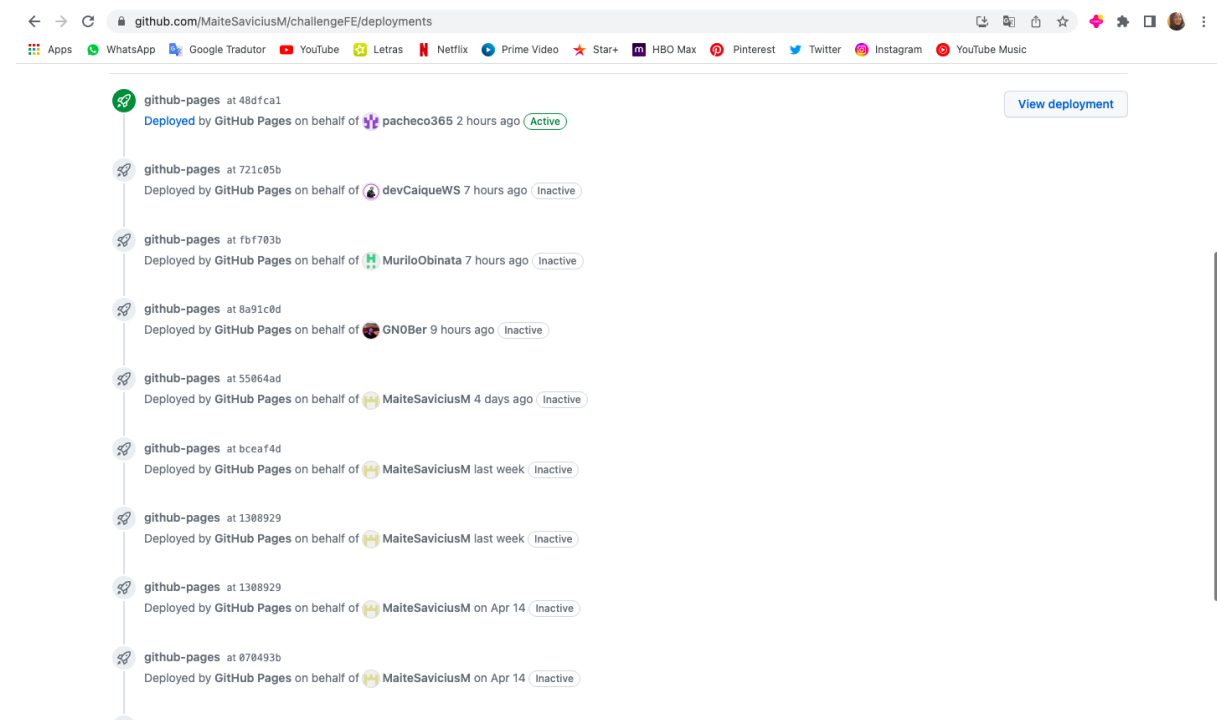 github.com/MaiteSaviciusM/challengeFE/deployments
Apps WhatsApp Google Tradutor YouTube Letras Netflix Prime Video Star+ HBO Max Pinterest Twitter Instagram YouTube Music
github-pages at 48dfca1
View deployment
Deployed by GitHub Pages on behalf of pacheco365 2 hours ago Active
github-pages at 721c05b
Deployed by GitHub Pages on behalf of devCaiqueWS 7 hours ago Inactive
github-pages at fbf703b
Deployed by GitHub Pages on behalf of MuriloObinata 7 hours ago Inactive
github-pages at 8a91c0d
Deployed by GitHub Pages on behalf of GN0Ber 9 hours ago Inactive
github-pages at 55064ad
Deployed by GitHub Pages on behalf of MaiteSaviciusM 4 days ago Inactive
github-pages at bceaf4d
Deployed by GitHub Pages on behalf of MaiteSaviciusM last week Inactive
github-pages at 1308929
Deployed by GitHub Pages on behalf of MaiteSaviciusM last week Inactive
github-pages at 1308929
Deployed by GitHub Pages on behalf of MaiteSaviciusM on Apr 14 Inactive
github-pages at 070493b
Deployed by GitHub Pages on behalf of MaiteSaviciusM on Apr 14 Inactive